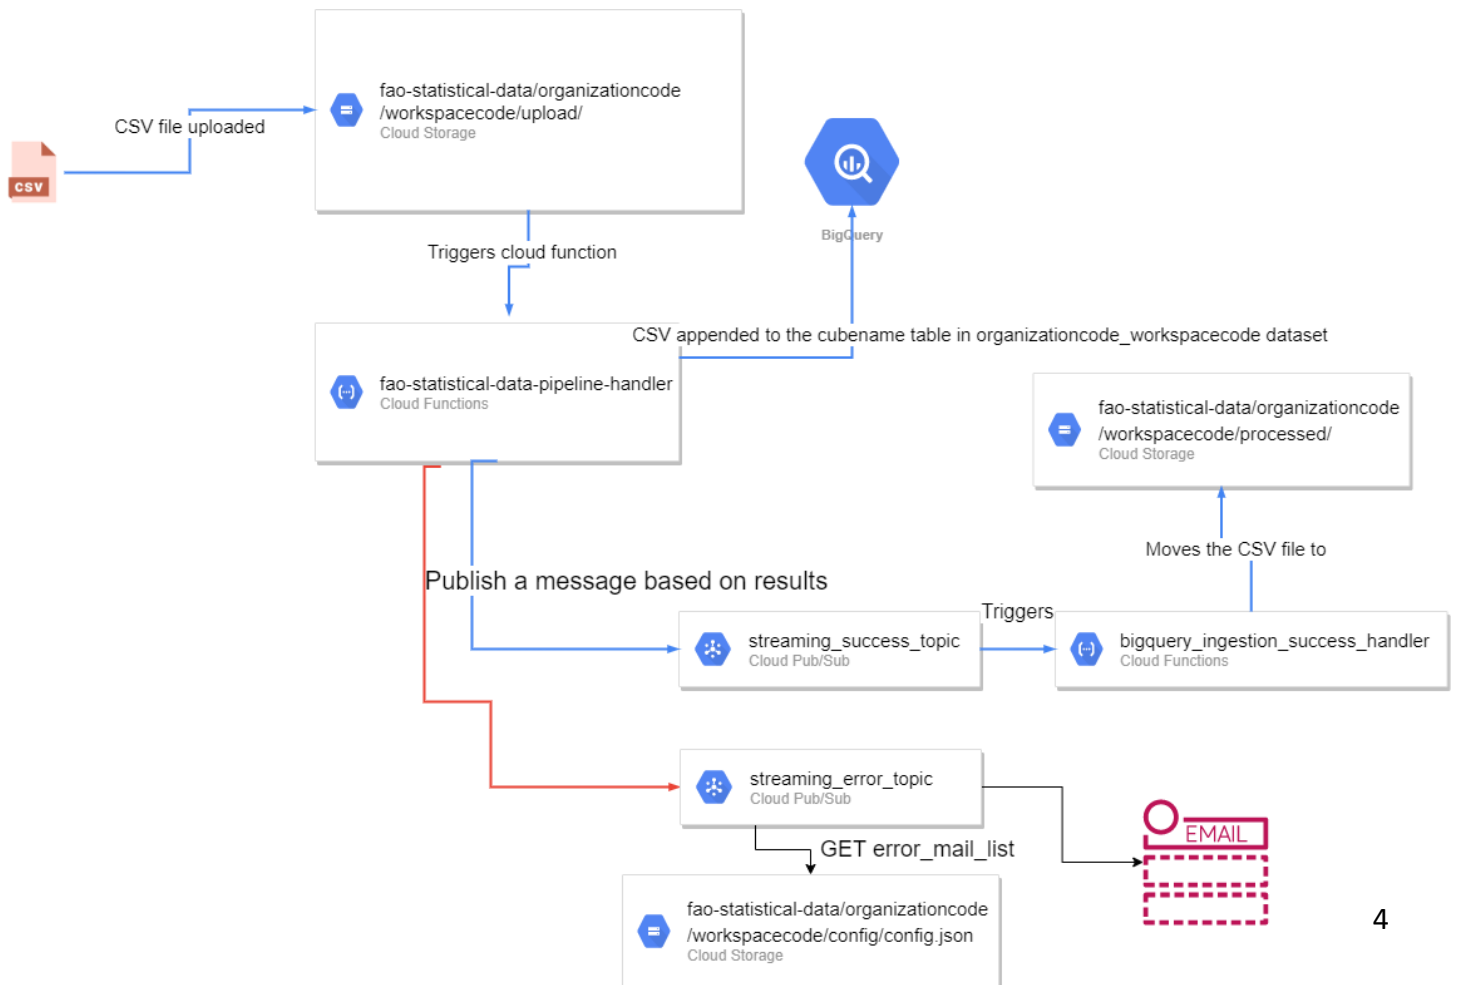 fao-statistical-data/organizationcode
/workspacecode/upload/
Cloud Storage
CSV file uploaded
CSV
BigQuery
Triggers cloud function
CSV appended to the cubename table in organizationcode_workspacecode dataset
fao-statistical-data-pipeline-handler
Cloud Functions
fao-statistical-data/organizationcode
/workspacecode/processed/
Cloud Storage
Moves the CSV file to
Publish a message based on results
Triggers
streaming_success_topic
Cloud Pub/Sub
bigquery_ingestion_success_handler
Cloud Functions
streaming_error_topic
Cloud Pub/Sub
EMAIL
GET error_mail_list
fao-statistical-data/organizationcode
/workspacecode/config/config.json
Cloud Storage
4